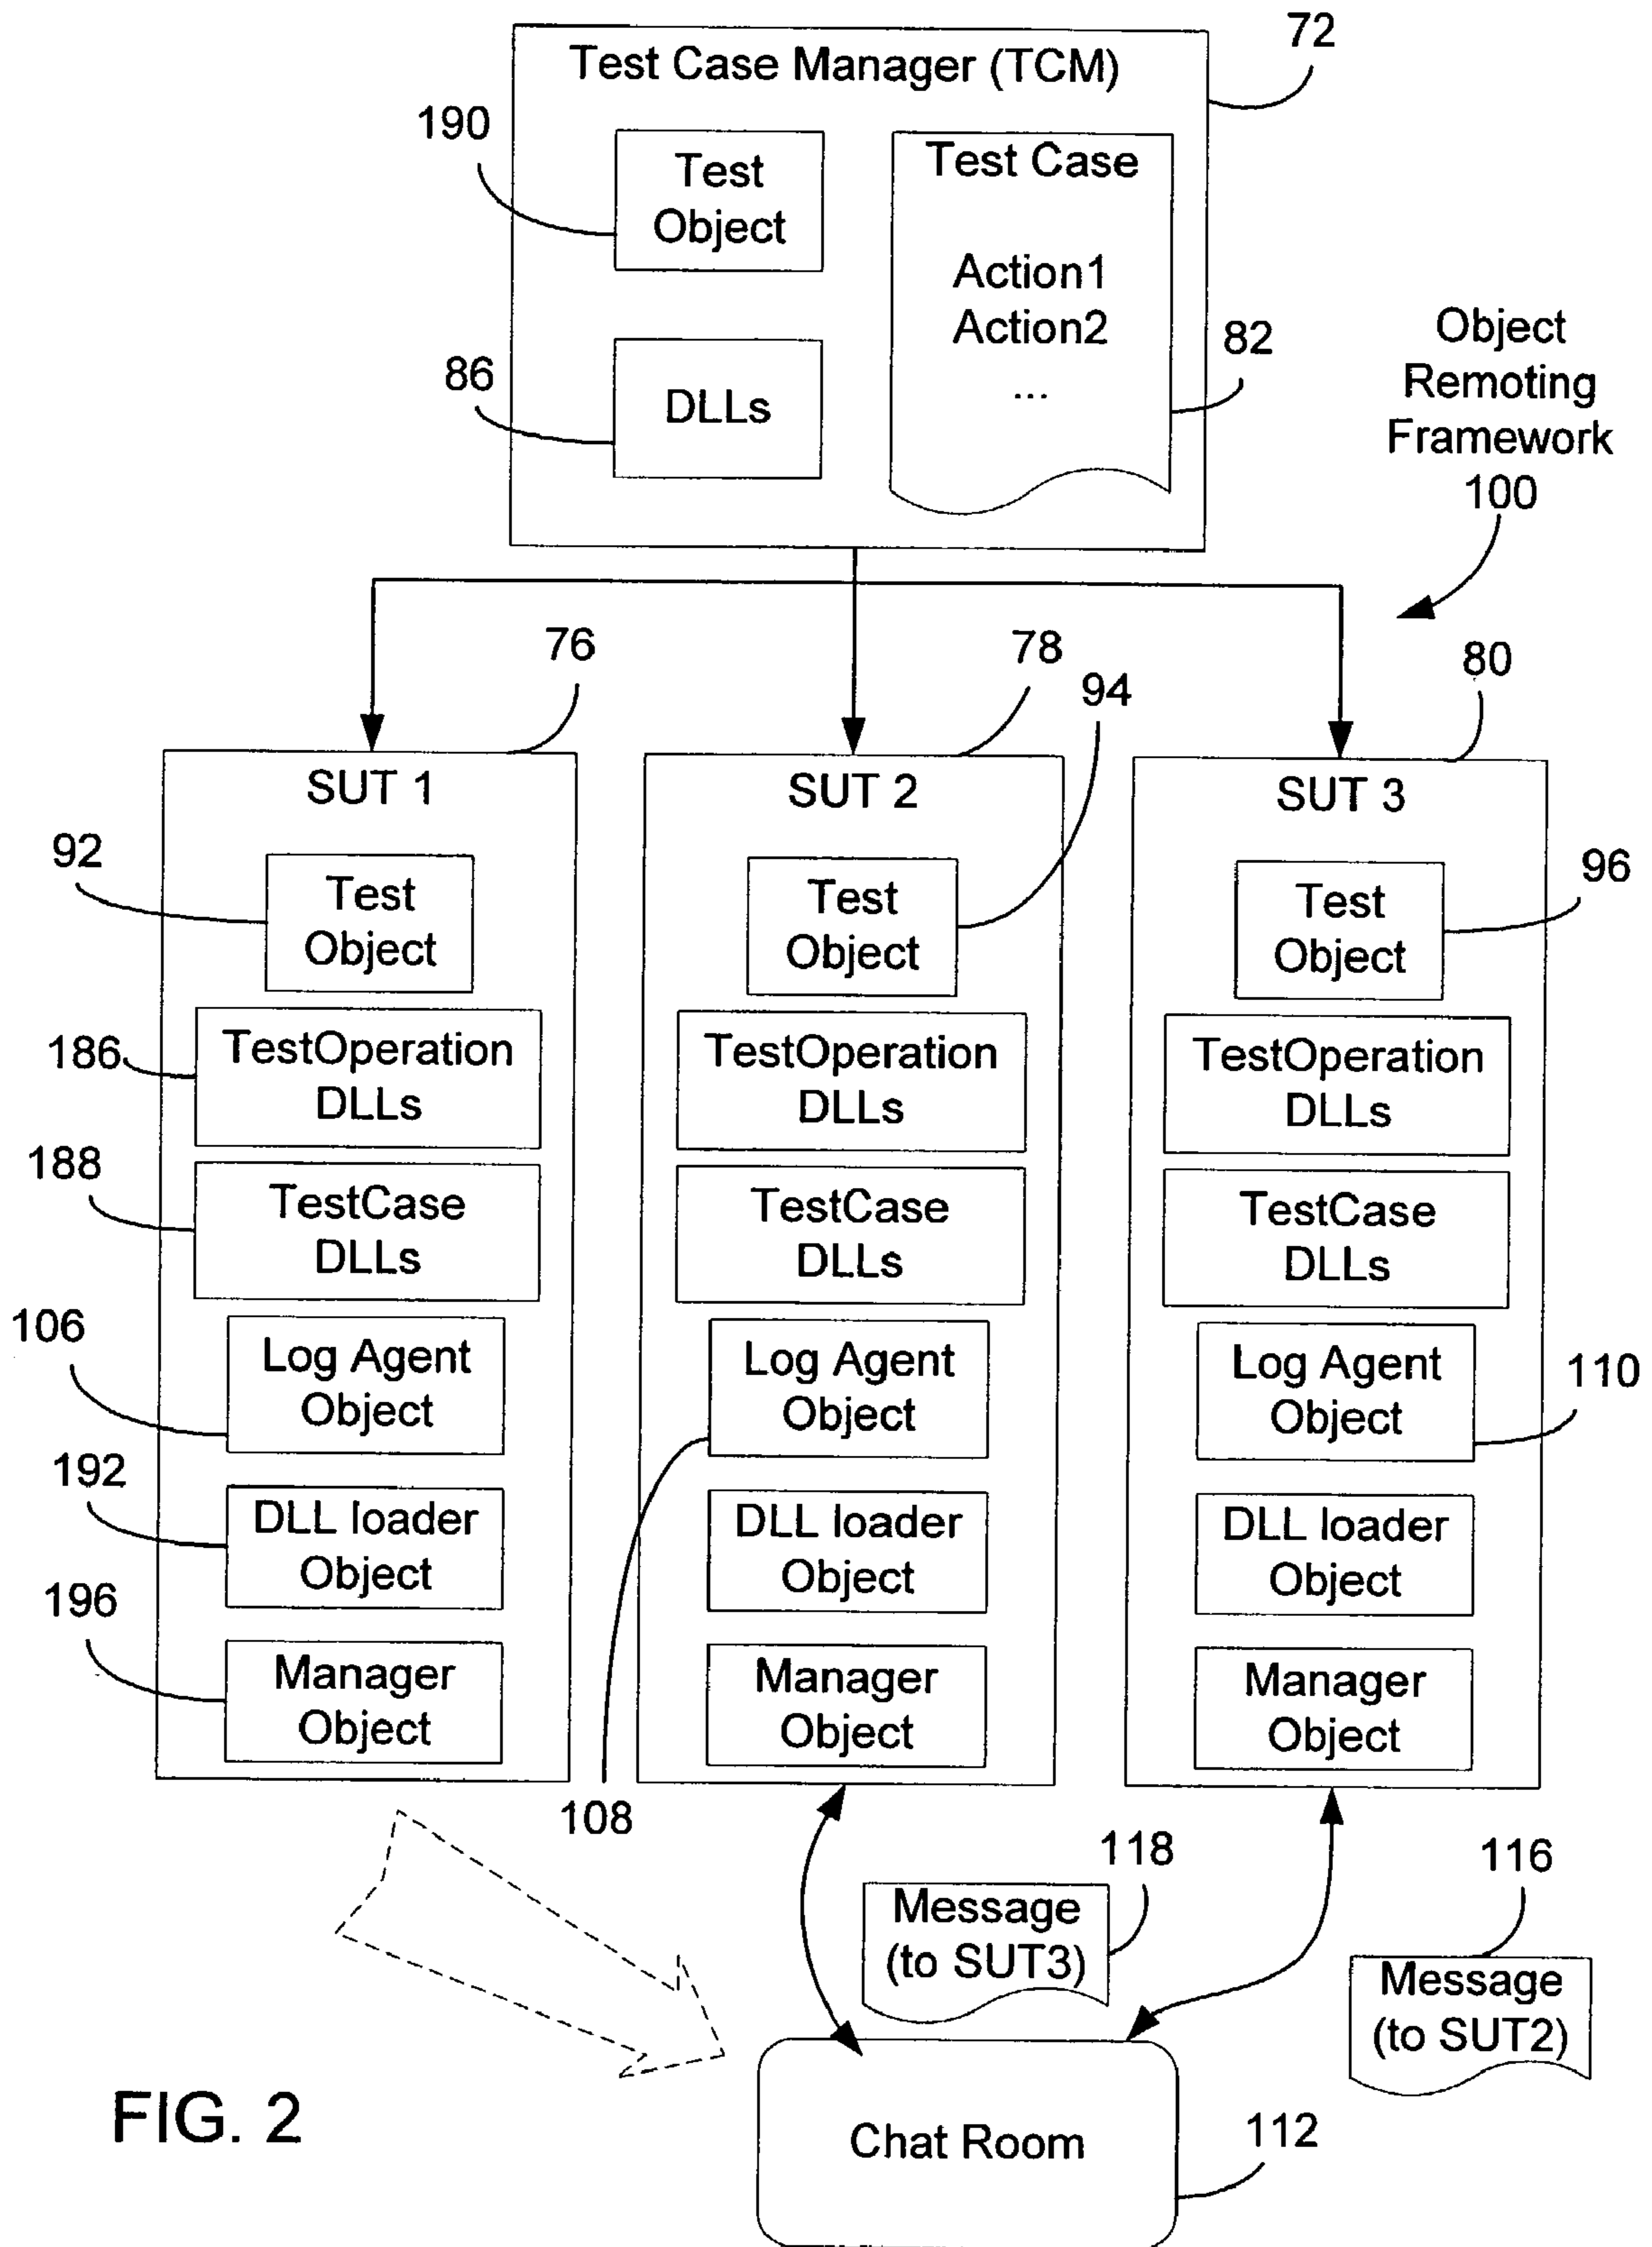 72
Test Case Manager (TCM)
190
Test
Object
Test Case
Action1
Action2
...
82
86
DLLs
Object
Remoting
Framework
100
76
78
94
80
SUT 1
92
Test
Object
186
TestOperation
DLLs
188
TestCase
DLLs
106
Log Agent
Object
192
DLL loader
Object
196
Manager
Object
SUT 2
Test
Object
TestOperation
DLLs
TestCase
DLLs
Log Agent
Object
DLL loader
Object
Manager
Object
108
SUT 3
96
Test
Object
TestOperation
DLLs
TestCase
DLLs
Log Agent
Object
110
DLL loader
Object
Manager
Object
118
Message
(to SUT3)
116
Message
(to SUT2)
Chat Room
112
FIG. 2